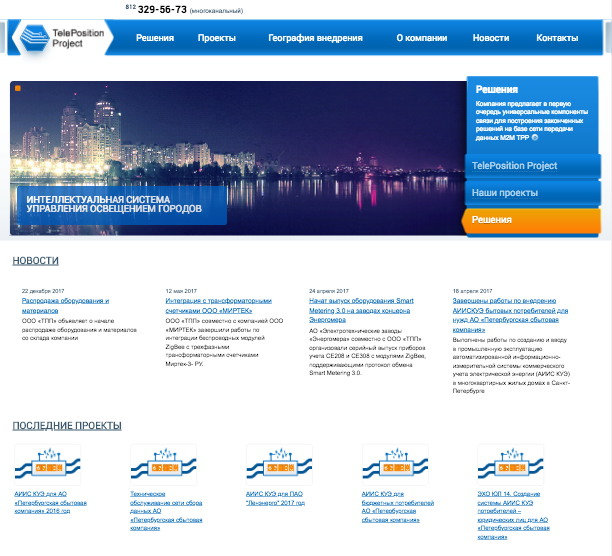 812 329-56-73 (многоканальный)
TelePosition
Project
Решения Проекты География внедрения О компании Новости Контакты
Решения
Компания предлагает в первую
очередь универсальные компоненты
связи для построения законченных
решений на базе сети передачи
данных M2M TPP
TelePosition Project
Наши проекты
Решения
ИНТЕЛЛЕКТУАЛЬНАЯ СИСТЕМА
УПРАВЛЕНИЯ ОСВЕЩЕНИЕМ ГОРОДОВ
НОВОСТИ
22 декабря 2017
Распродажа оборудования и
материалов
ООО «ТПП» объявляет о начале
распродаже оборудования и материалов
со склада компании
12 мая 2017
Интеграция с трансформаторными
счетчиками ООО «МИРТЕК»
ООО «ТПП» совместно с компанией ООО
«МИРТЕК» завершили работы по
интеграции беспроводных модулей
ZigBee с трехфазными
трансформаторными счетчиками
Миртек-3- РУ.
24 апреля 2017
Начат выпуск оборудования Smart
Metering 3.0 на заводах концерна
Энергомера
АО «Электротехнические заводы
«Энергомера» совместно с ООО «ТПП»
организовали серийный выпуск приборов
учета CE208 и CE308 с модулями ZigBee,
поддерживающими протокол обмена
Smart Metering 3.0.
18 апреля 2017
Завершены работы по внедрению
АИИСКУЭ бытовых потребителей для
нужд АО «Петербургская сбытовая
компания»
Выполнены работы по созданию и вводу
в промышленную эксплуатацию
автоматизированной информационно-
измерительной системы коммерческого
учета электрической энергии (АИИС КУЭ)
в многоквартирных жилых домах в Санкт-
Петербурге
ПОСЛЕДНИЕ ПРОЕКТЫ
АИИС КУЭ для АО
«Петербургская сбытовая
компания» 2016 год
Техническое
обслуживание сети сбора
данных АО
«Петербургская сбытовая
компания»
АИИС КУЭ для ПАО
"Ленэнерго" 2017 год
АИИС КУЭ для
бюджетных потребителей
АО «Петербургская
сбытовая компания»
ЭХО ЮЛ 14. Создание
системы АИИС КУЭ
потребителей –
юридических лиц для АО
«Петербургская сбытовая
компания»